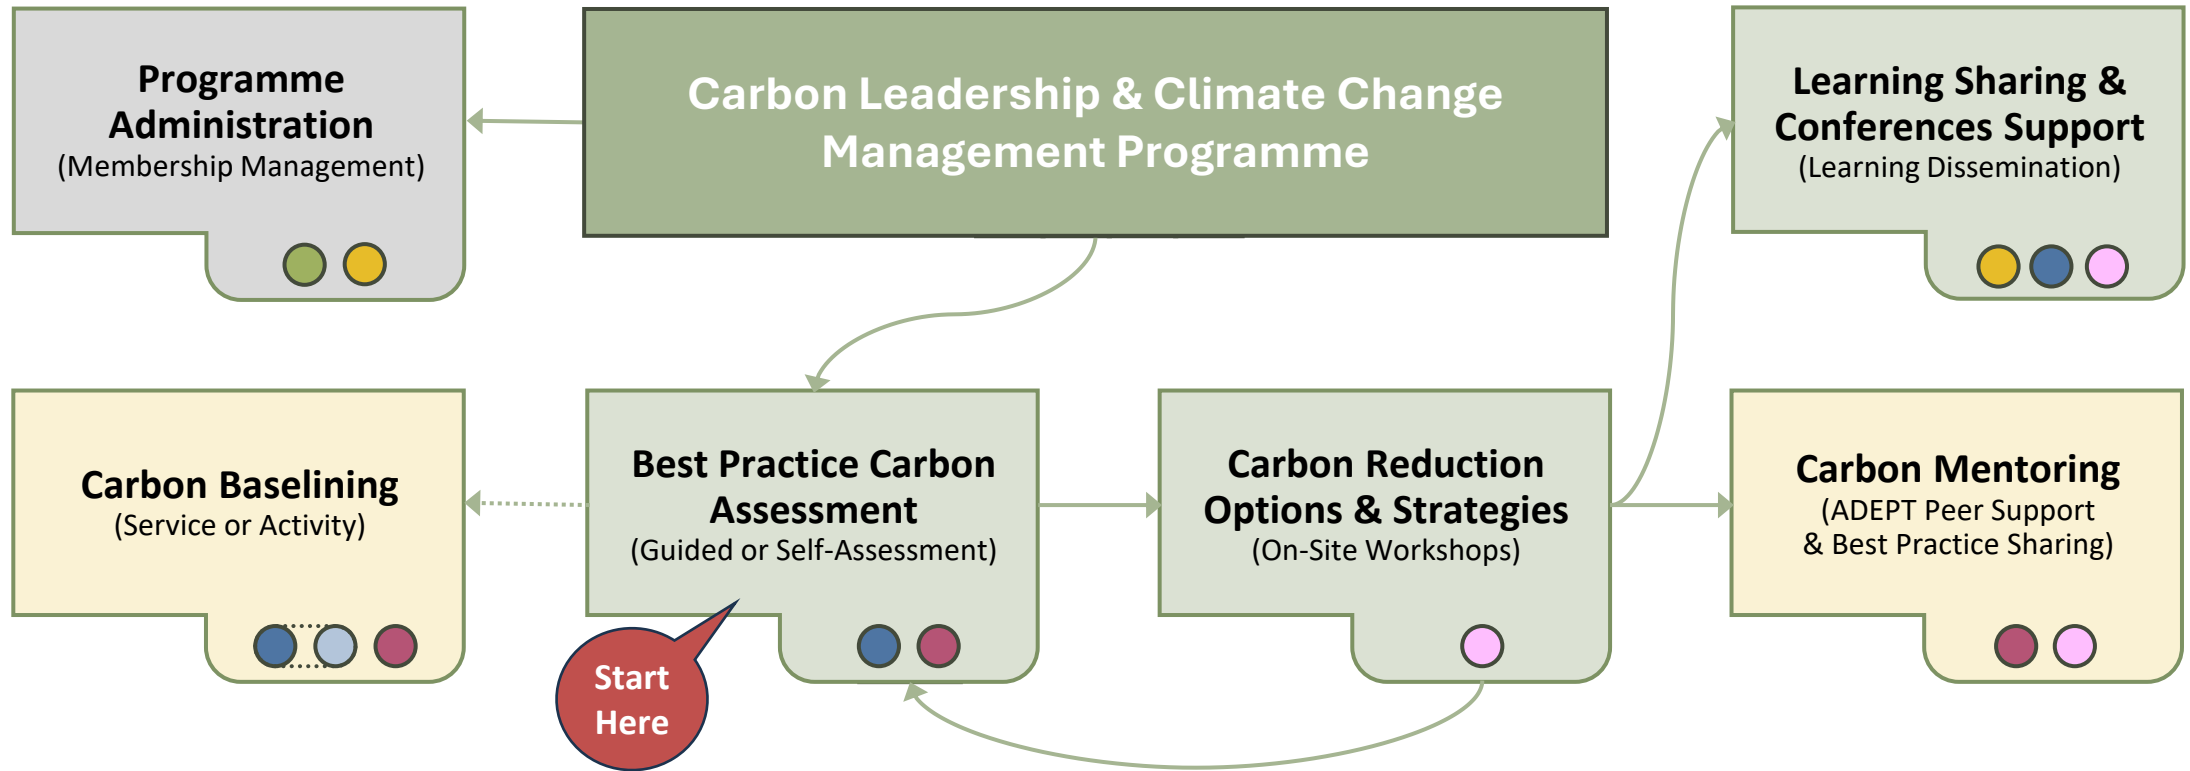 Programme
Administration
(Membership Management)
Carbon Leadership & Climate Change
Management Programme
Learning Sharing &
Conferences Support
(Learning Dissemination)
Carbon Baselining
(Service or Activity)
Best Practice Carbon
Assessment
(Guided or Self-Assessment)
Start
Here
Carbon Reduction
Options & Strategies
(On-Site Workshops)
Carbon Mentoring
(ADEPT Peer Support
& Best Practice Sharing)